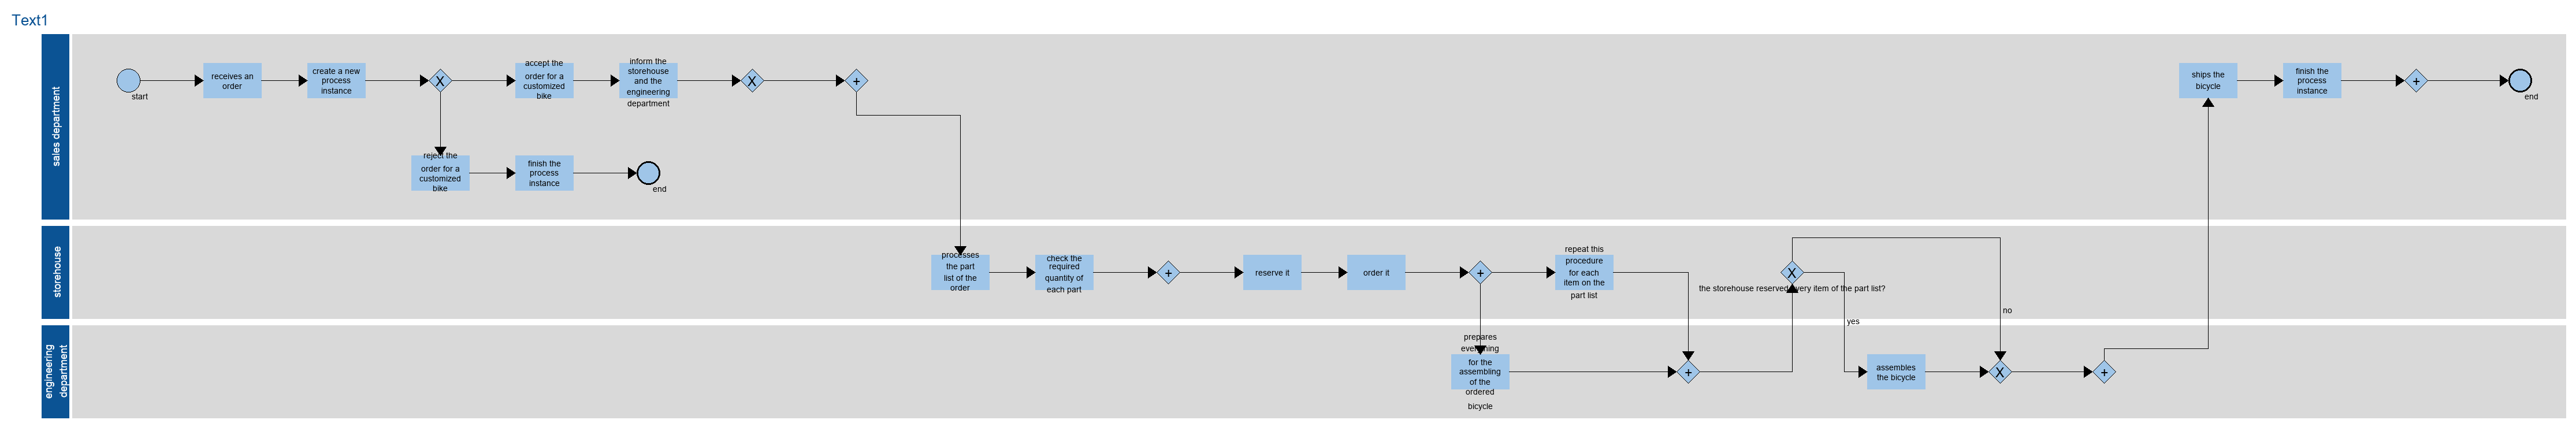 Text1
sales department
start
receives an
order
create a new
process
instance
X
accept the
order for a
customized
bike
inform the
storehouse
and the
engineering
department
X
+
ships the
bicycle
finish the
process
instance
+
end
reject the
order for a
customized
bike
finish the
process
instance
end
storehouse
processes
the part
list of the
order
check the
required
quantity of
each part
+
reserve it
order it
+
repeat this
procedure
for each
item on the
part list
X
the storehouse reserved every item of the part list?
yes
no
engineering
department
prepares
everything
for the
assembling
of the
ordered
bicycle
+
assembles
the bicycle
X
+